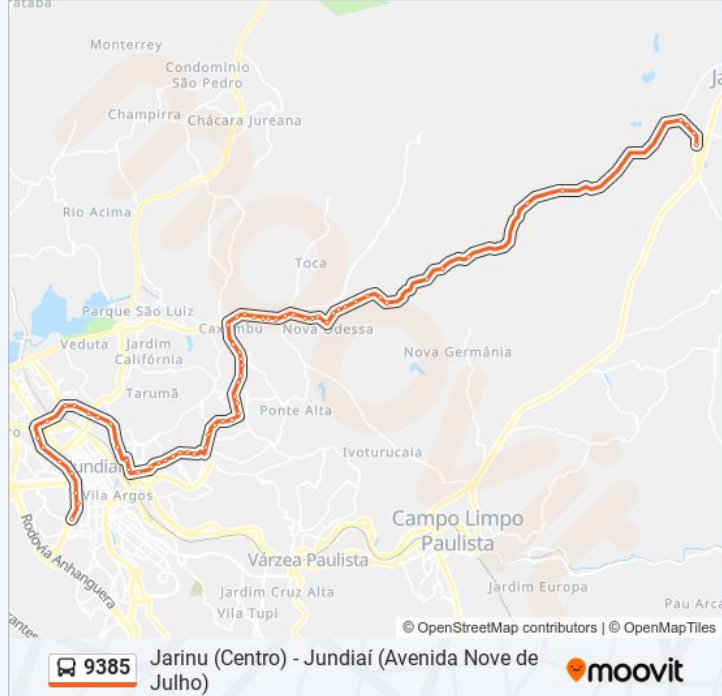 Monterrey
Condomínio
São Pedro
Champirra
Chácara Jureana
Rio Acima
Toca
Parque São Luiz
Caxambu
Nova Odessa
Veduta
Jardim
Califórnia
Nova Germânia
Tarumã
Ponte Alta
Ivoturucaia
Jundiaí
Vila Argos
Campo Limpo
Paulista
Rodovia Anhanguera
Várzea Paulista
Jardim Europa
Jardim Cruz Alta
Vila Tupi
Pau Arca
© OpenStreetMap contributors | © OpenMapTiles
moovit
9385
Jarinu (Centro) - Jundiaí (Avenida Nove de
Julho)
moovit